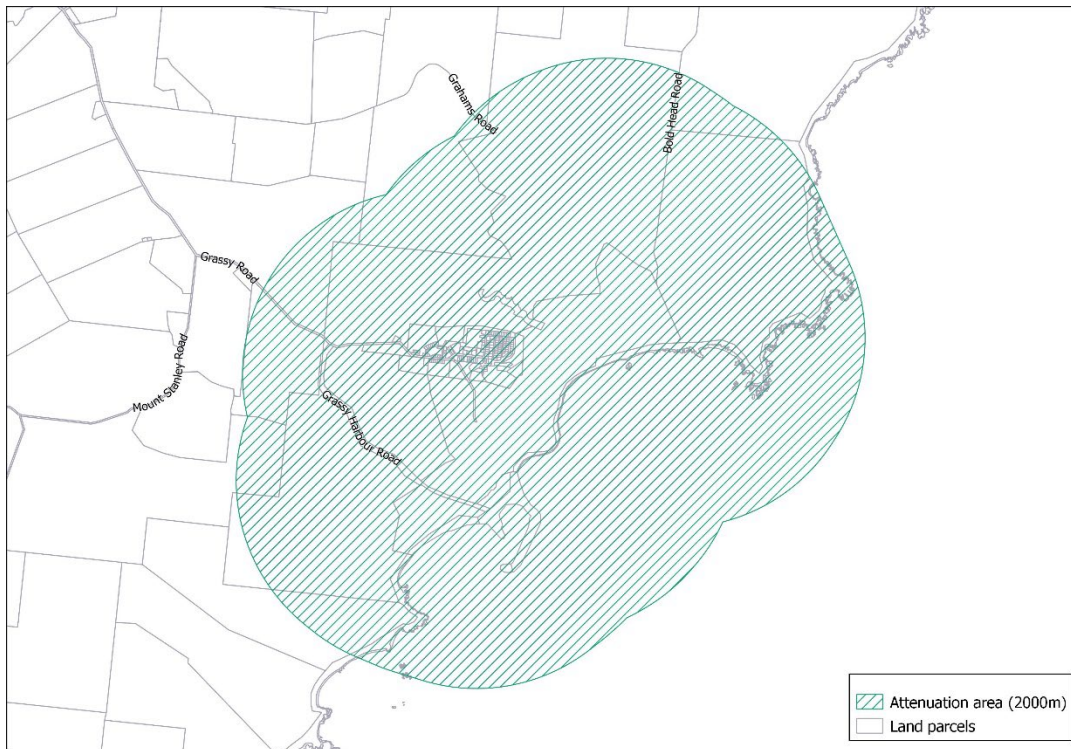 Grahams Road
Bold Head Road
Grassy Road
Mount Stanley Road
Grassy Harbour Road
Attenuation area (2000m)
Land parcels